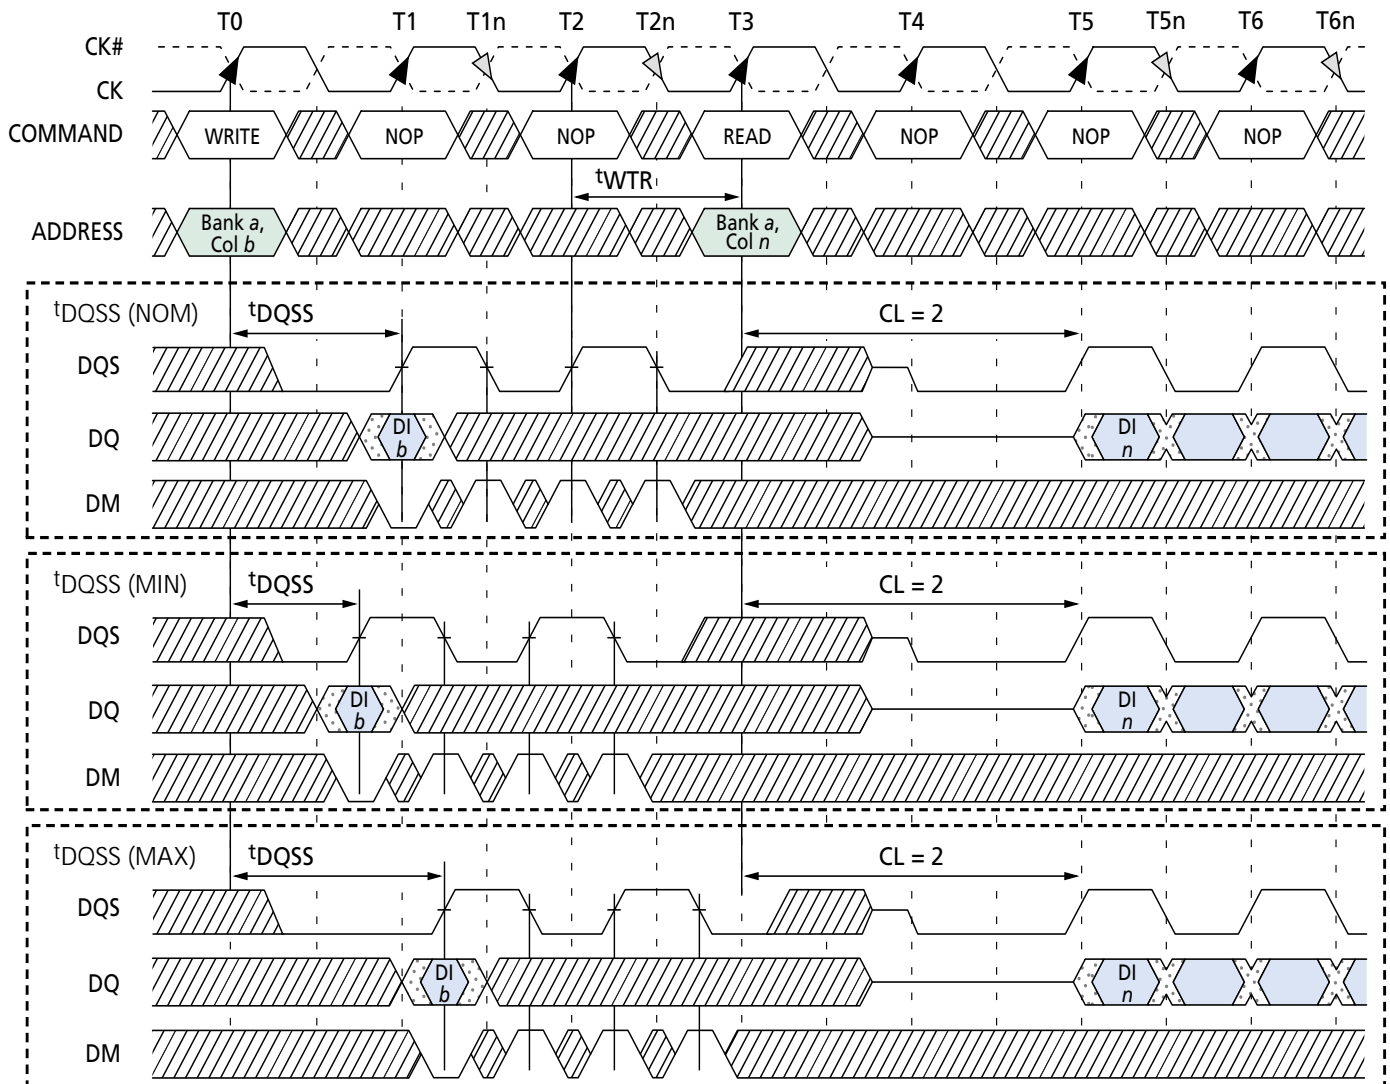 T0 T1 T1n T2 T2n T3 T4 T5 T5n T6 T6n
CK#
CK
COMMAND WRITE NOP NOP READ NOP NOP NOP
tWTR
ADDRESS Bank a, Col b Bank a, Col n
tDQSS (NOM) tDQSS CL = 2
DQS
DQ DI b DI n
DM
tDQSS (MIN) tDQSS CL = 2
DQS
DQ DI b DI n
DM
tDQSS (MAX) tDQSS CL = 2
DQS
DQ DI b DI n
DM